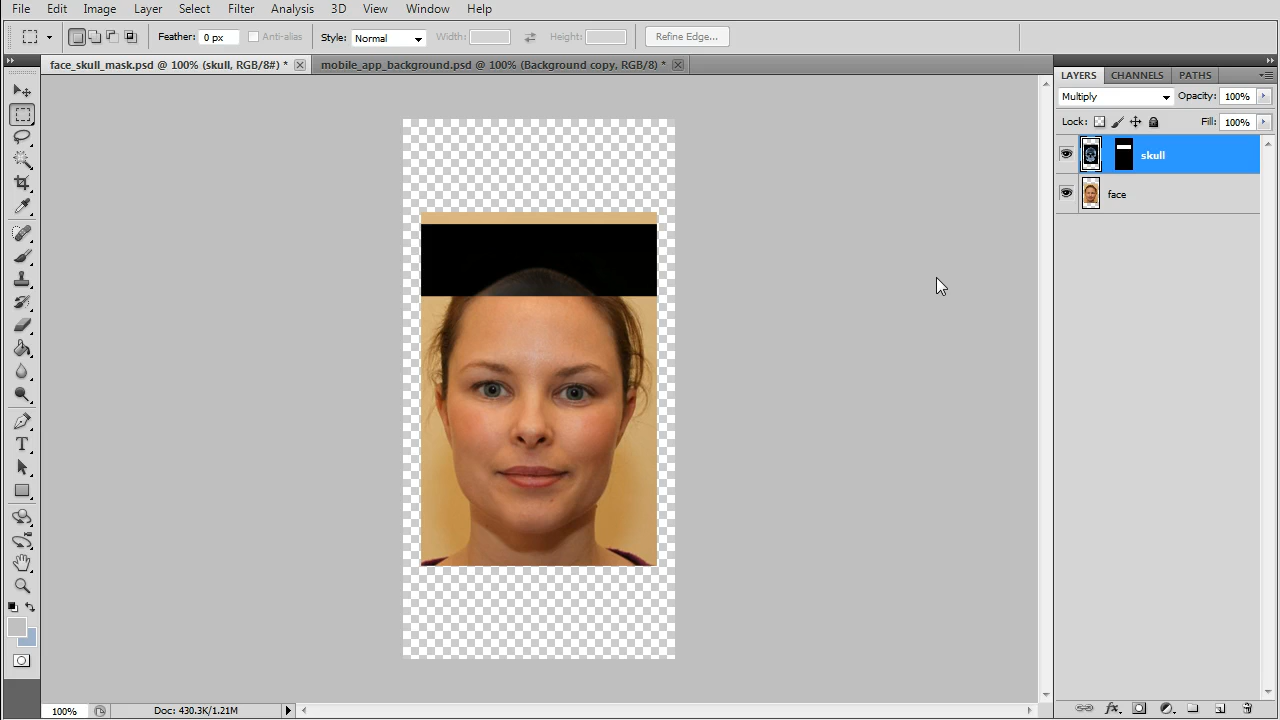 File Edit Image Layer Select Filter Analysis 3D View Window Help
Feather: 0 px Anti-alias Style: Normal Width: Height: Refine Edge...
face_skull_mask.psd @ 100% (skull, RGB/8#) * mobile_app_background.psd @ 100% (Background copy, RGB/8) *
LAYERS CHANNELS PATHS
Multiply Opacity: 100%
Lock: Fill: 100%
skull
face
T
100% Doc: 430.3K/1.21M
fx